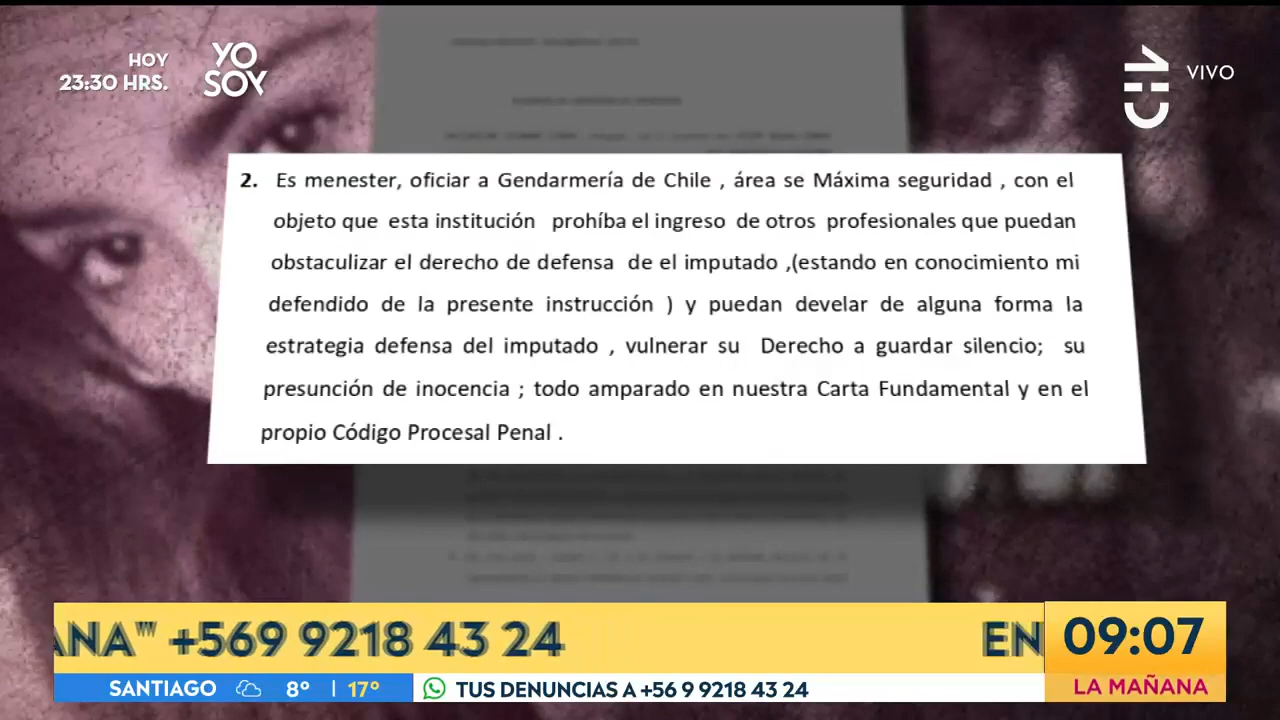 HOY
23:30 HRS.
YO
SOY
CHV
VIVO
2. Es menester, oficiar a Gendarmería de Chile , área se Máxima seguridad , con el
objeto que esta institución prohíba el ingreso de otros profesionales que puedan
obstaculizar el derecho de defensa de el imputado ,(estando en conocimiento mi
defendido de la presente instrucción ) y puedan develar de alguna forma la
estrategia defensa del imputado , vulnerar su Derecho a guardar silencio; su
presunción de inocencia ; todo amparado en nuestra Carta Fundamental y en el
propio Código Procesal Penal .
ANA"" +569 9218 43 24
EN
09:07
SANTIAGO 8° | 17°
TUS DENUNCIAS A +56 9 9218 43 24
LA MAÑANA